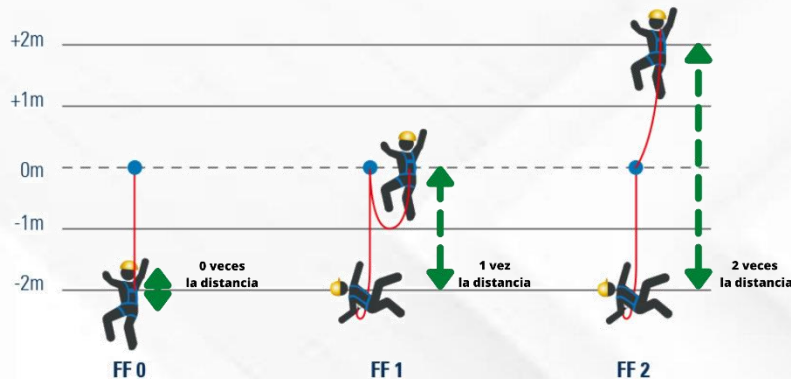 +2m
+1m
0m
-1m
-2m
0 veces
la distancia
1 vez
la distancia
2 veces
la distancia
FF 0
FF 1
FF 2